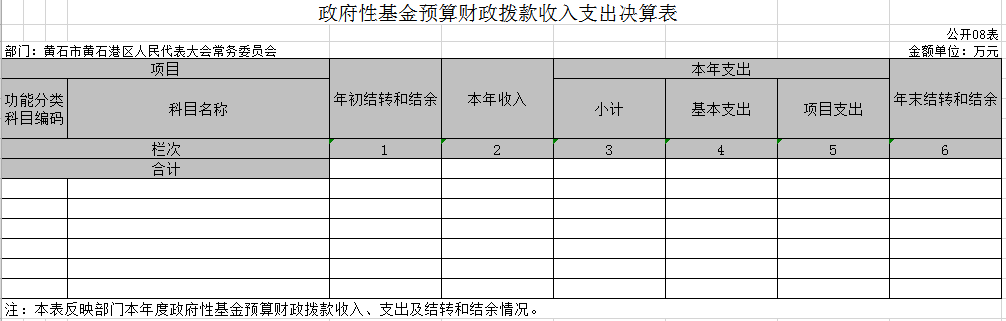 政府性基金预算财政拨款收入支出决算表
公开08表
部门：黄石市黄石港区人民代表大会常务委员会 金额单位：万元
项目 年初结转和结余 本年收入 本年支出 年末结转和结余
功能分类科目编码 科目名称 小计 基本支出 项目支出
栏次 1 2 3 4 5 6
合计
注：本表反映部门本年度政府性基金预算财政拨款收入、支出及结转和结余情况。